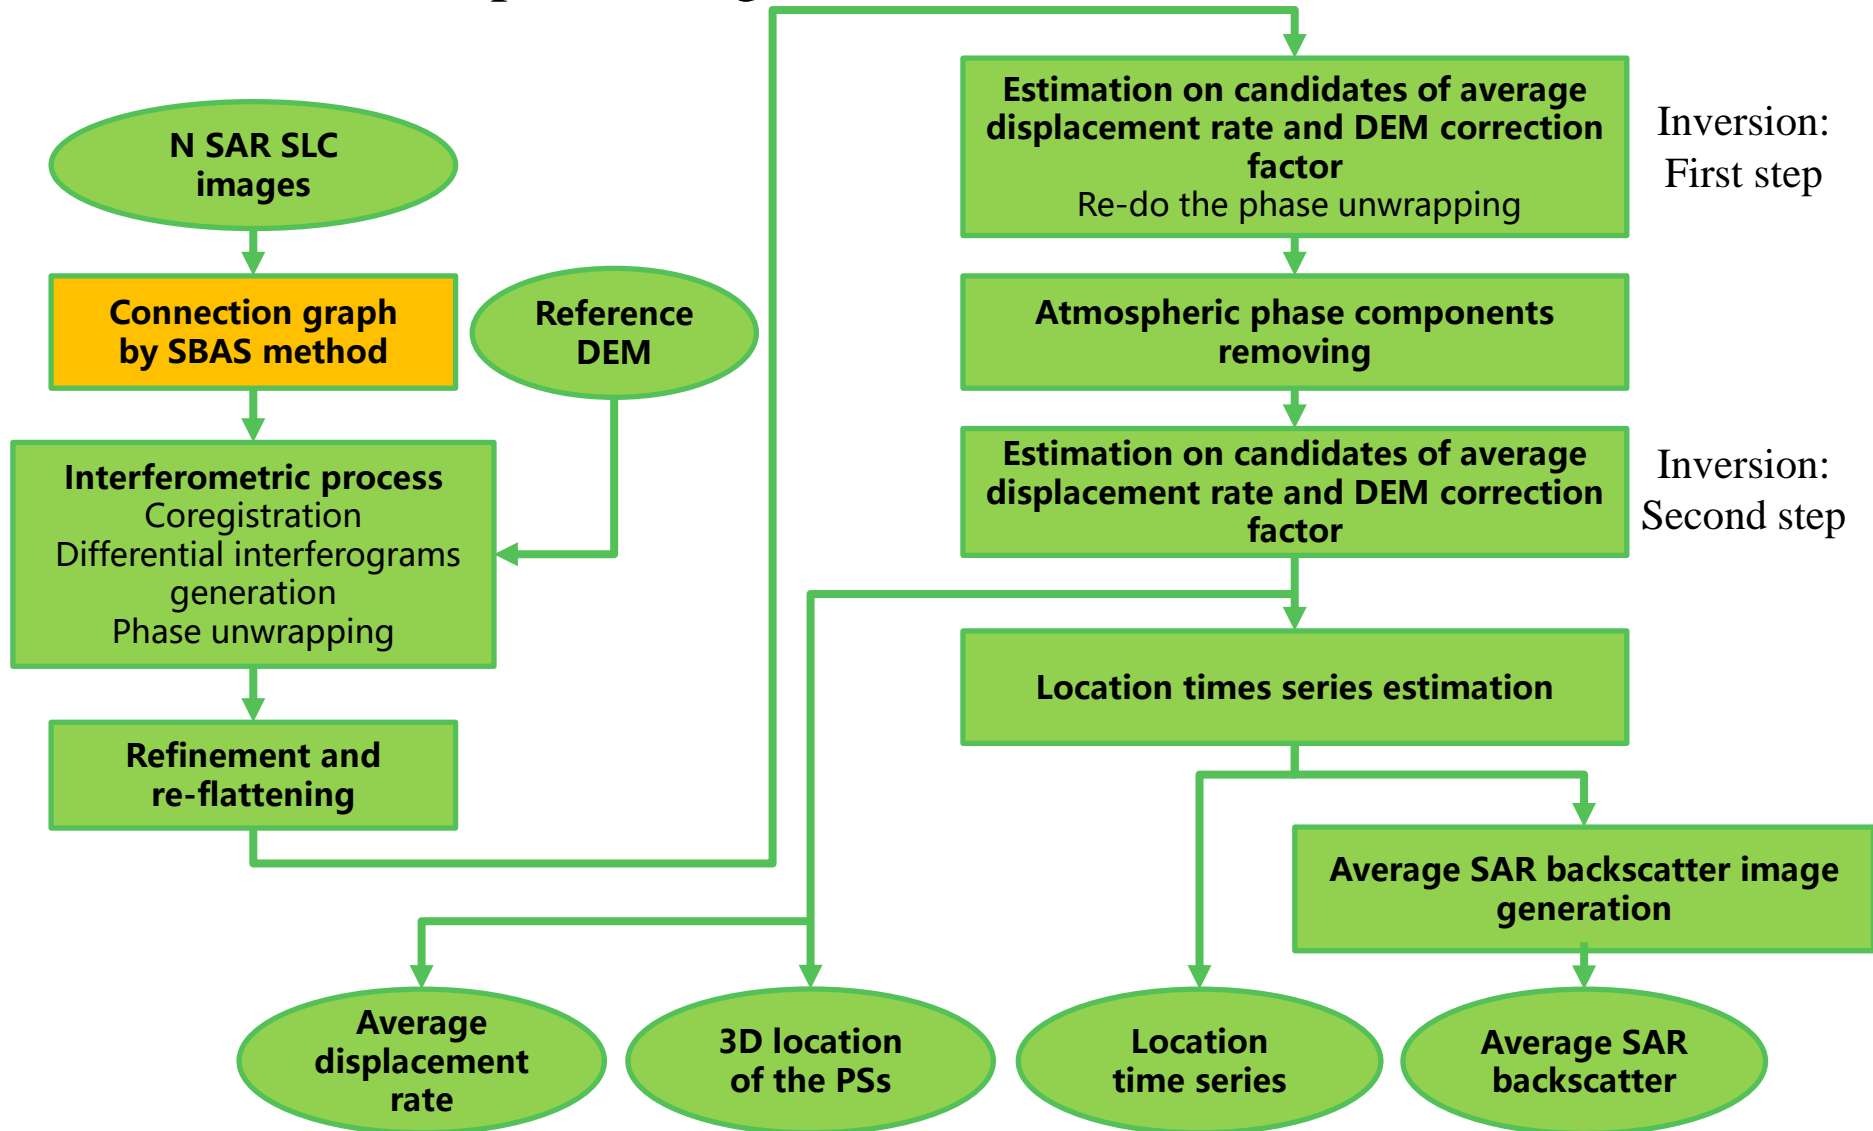 N SAR SLC
images
Connection graph
by SBAS method
Reference
DEM
Interferometric process
Coregistration
Differential interferograms
generation
Phase unwrapping
Refinement and
re-flattening
Estimation on candidates of average
displacement rate and DEM correction
factor
Re-do the phase unwrapping
Inversion:
First step
Atmospheric phase components
removing
Estimation on candidates of average
displacement rate and DEM correction
factor
Inversion:
Second step
Location times series estimation
Average SAR backscatter image
generation
Average
displacement
rate
3D location
of the PSs
Location
time series
Average SAR
backscatter